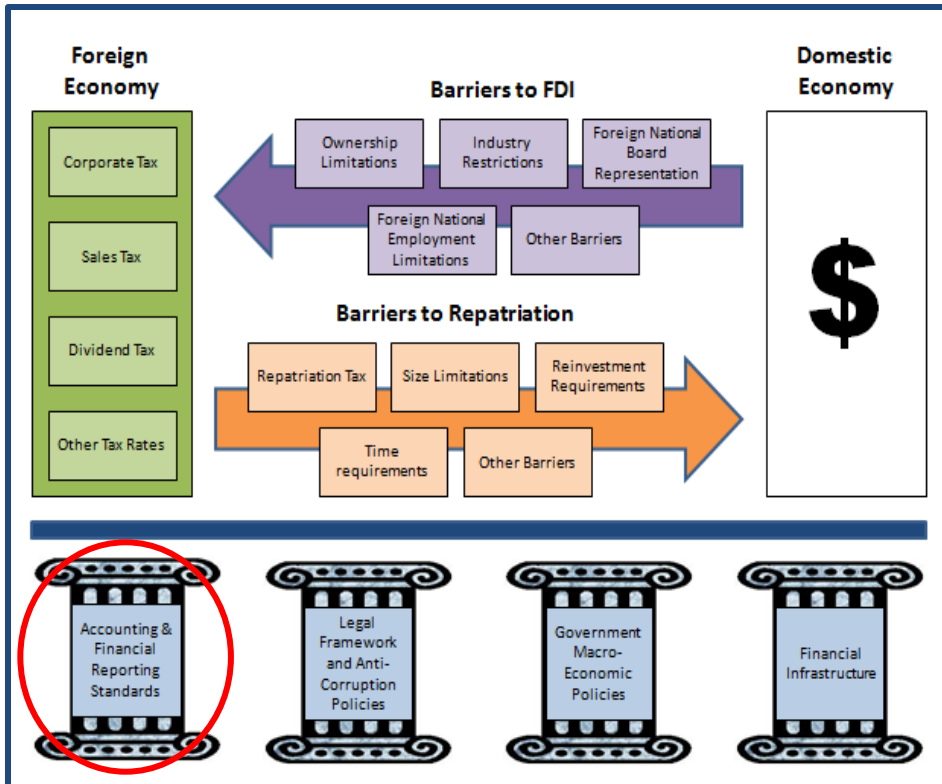 Foreign
Economy
Domestic
Economy
Barriers to FDI
Corporate Tax
Sales Tax
Dividend Tax
Other Tax Rates
Ownership
Limitations
Industry
Restrictions
Foreign National
Board
Representation
Foreign National
Employment
Limitations
Other Barriers
$
Barriers to Repatriation
Repatriation Tax
Size Limitations
Reinvestment
Requirements
Time
requirements
Other Barriers
Accounting &
Financial
Reporting
Standards
Legal
Framework
and Anti-
Corruption
Policies
Government
Macro-
Economic
Policies
Financial
Infrastructure